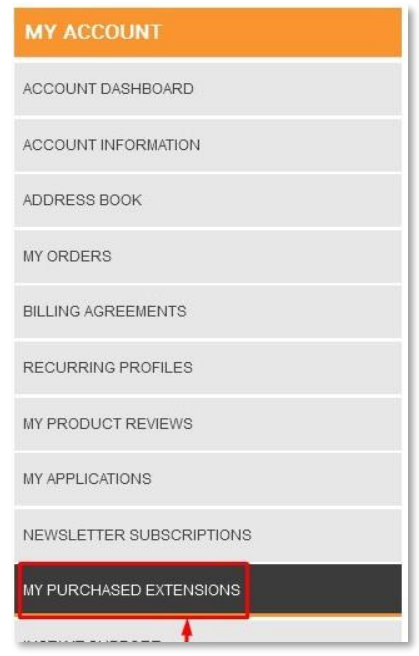 MY ACCOUNT
ACCOUNT DASHBOARD
ACCOUNT INFORMATION
ADDRESS BOOK
MY ORDERS
BILLING AGREEMENTS
RECURRING PROFILES
MY PRODUCT REVIEWS
MY APPLICATIONS
NEWSLETTER SUBSCRIPTIONS
MY PURCHASED EXTENSIONS